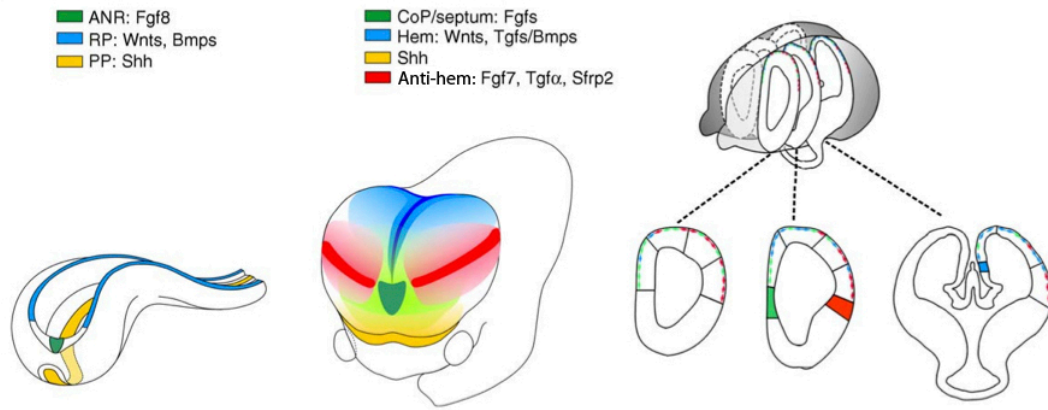 ANR: Fgf8
RP: Wnts, Bmps
PP: Shh
CoP/septum: Fgfs
Hem: Wnts, Tgfs/Bmps
Shh
Anti-hem: Fgf7, Tgfα, Sfrp2